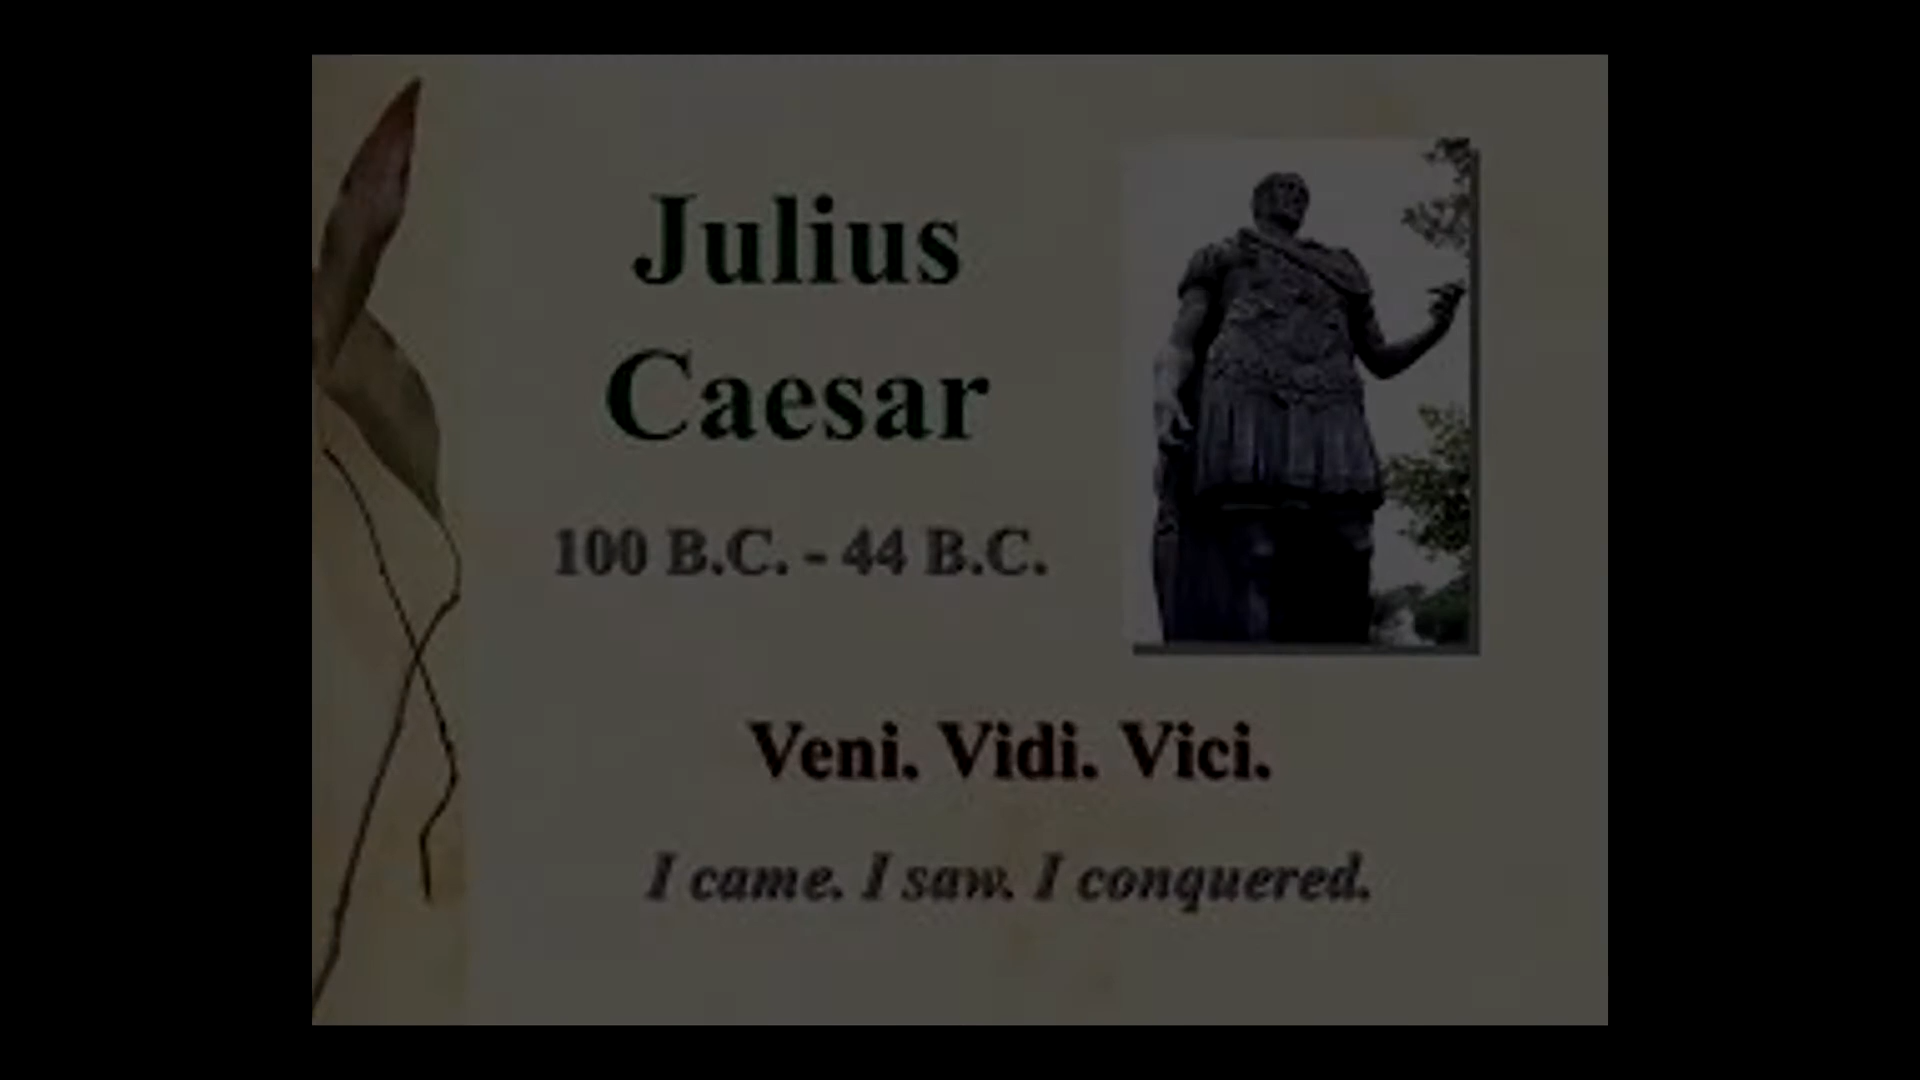 Julius
Caesar
100 B.C. - 44 B.C.
Veni. Vidi. Vici.
I came. I saw. I conquered.